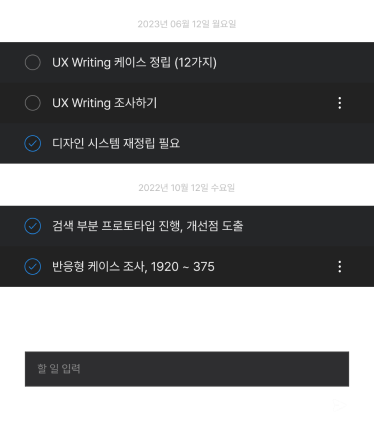 2023년 06월 12일 월요일
UX Writing 케이스 정립 (12가지)
UX Writing 조사하기
디자인 시스템 재정립 필요
2022년 10월 12일 수요일
검색 부분 프로토타입 진행, 개선점 도출
반응형 케이스 조사, 1920 ~ 375
할 일 입력